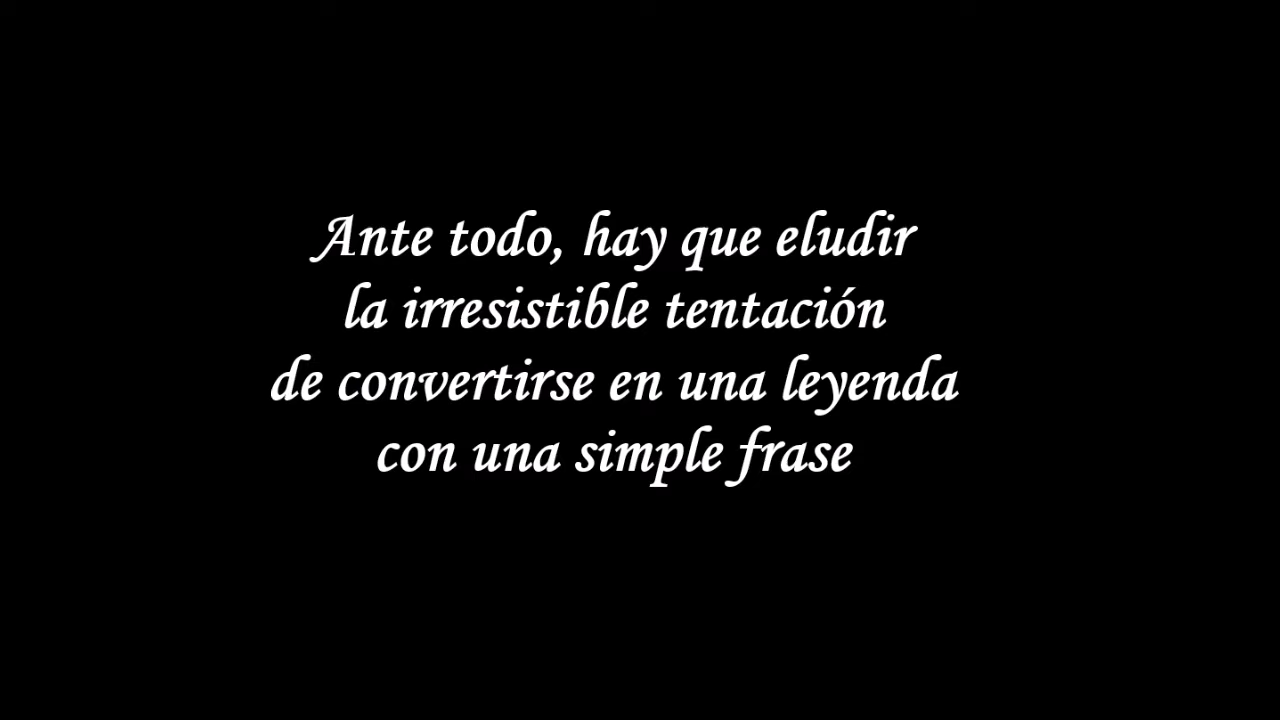 Ante todo, hay que eludir
la irresistible tentación
de convertirse en una leyenda
con una simple frase